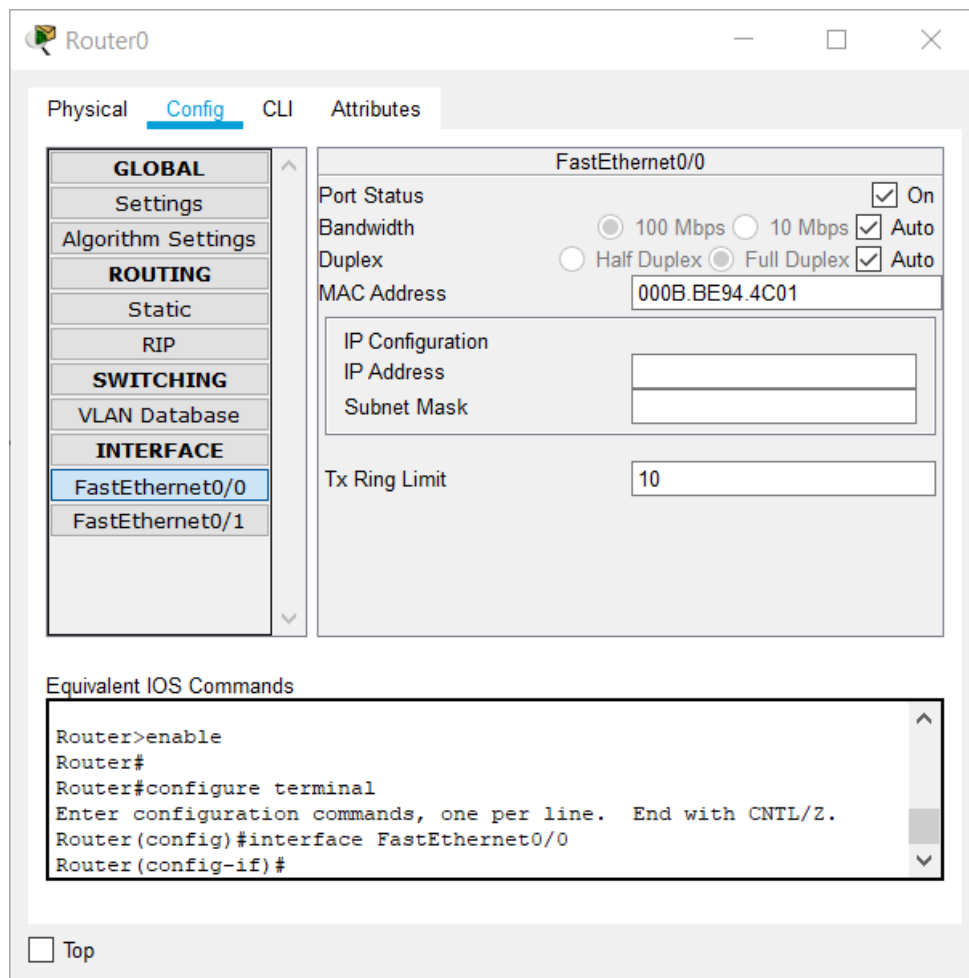 Router0
Physical Config CLI Attributes
GLOBAL
Settings
Algorithm Settings
ROUTING
Static
RIP
SWITCHING
VLAN Database
INTERFACE
FastEthernet0/0
FastEthernet0/1
FastEthernet0/0
Port Status On
Bandwidth 100 Mbps 10 Mbps Auto
Duplex Half Duplex Full Duplex Auto
MAC Address 000B.BE94.4C01
IP Configuration
IP Address
Subnet Mask
Tx Ring Limit 10
Equivalent IOS Commands
Router>enable
Router#
Router#configure terminal
Enter configuration commands, one per line.  End with CNTL/Z.
Router(config)#interface FastEthernet0/0
Router(config-if)#
Top